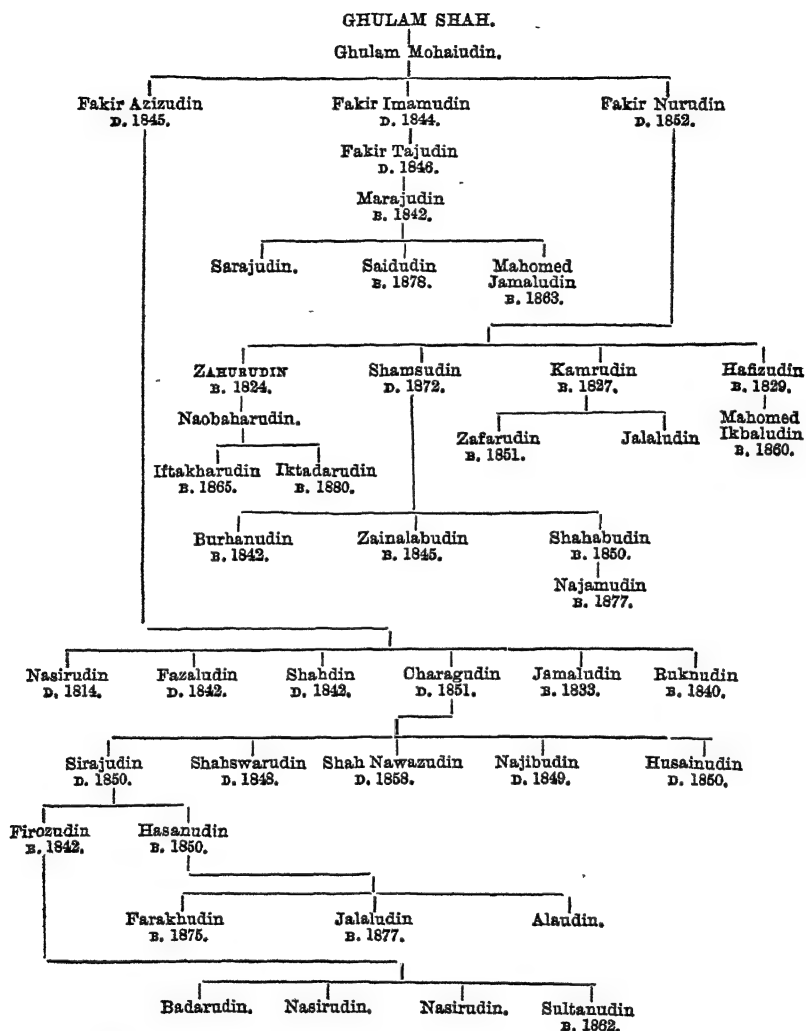 GHULAM SHAH.
Ghulam Mohaiudin.
Fakir Azizudin Fakir Imamudin Fakir Nurudin
D. 1845. D. 1844. D. 1852.
Fakir Tajudin
D. 1846.
Marajudin
B. 1842.
Sarajudin. Saidudin Mahomed
B. 1878. Jamaludin
B. 1863.
ZAHURUDIN Shamsudin Kamrudin Hafizudin
B. 1824. D. 1872. B. 1827. B. 1829.
Naobaharudin. Zafarudin Jalaludin Mahomed
B. 1851. Ikbaludin
B. 1860.
Iftakharudin Iktadarudin
B. 1865. B. 1880.
Burhanudin Zainalabudin Shahabudin
B. 1842. B. 1845. B. 1850.
Najamudin
B. 1877.
Nasirudin Fazaludin Shahdin Charagudin Jamaludin Ruknudin
D. 1814. D. 1842. D. 1842. D. 1851. B. 1833. B. 1840.
Sirajudin Shahswarudin Shah Nawazudin Najibudin Husainudin
D. 1850. D. 1848. D. 1858. D. 1849. D. 1850.
Firozudin Hasanudin
B. 1842. B. 1850.
Farakhudin Jalaludin Alaudin.
B. 1875. B. 1877.
Badarudin. Nasirudin. Nasirudin. Sultanudin
B. 1862.